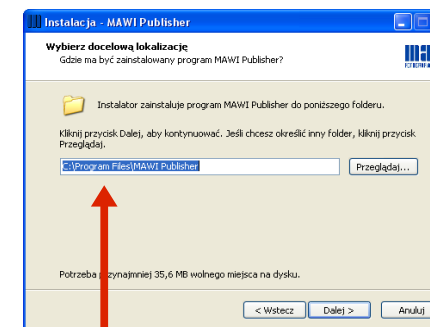 Instalacja - MAWI Publisher
Wybierz docelową lokalizację
Gdzie ma być zainstalowany program MAWI Publisher?
Instalator zainstaluje program MAWI Publisher do poniższego folderu.
Kliknij przycisk Dalej, aby kontynuować. Jeśli chcesz określić inny folder, kliknij przycisk
Przeglądaj.
C:\Program Files\MAWI Publisher
Przeglądaj...
Potrzeba przynajmniej 35,6 MB wolnego miejsca na dysku.
< Wstecz
Dalej >
Anuluj